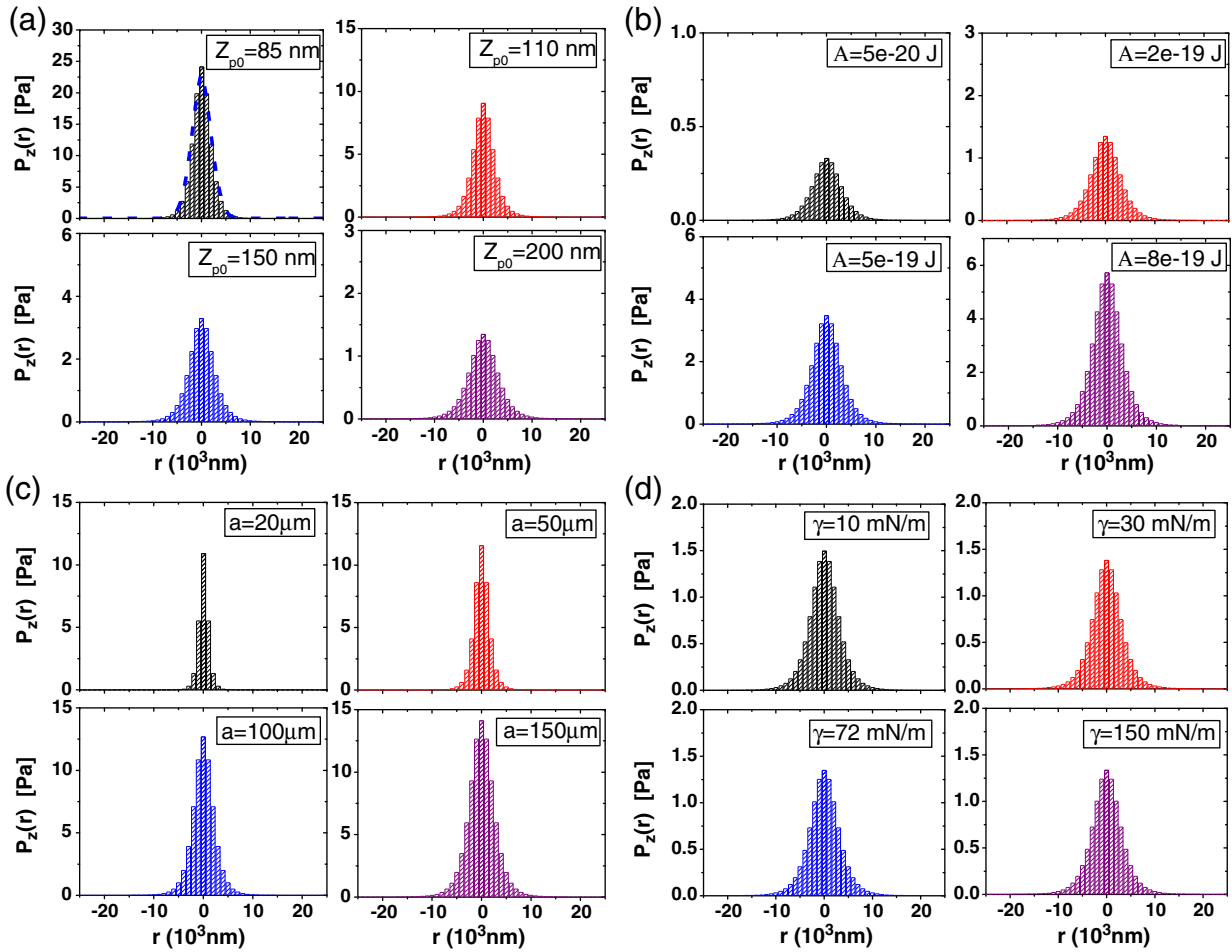 (a)
30
25
20
15
10
5
0
P_z(r) [Pa]
Z_p0=85 nm
15
10
5
0
Z_p0=110 nm
6
4
2
0
P_z(r) [Pa]
Z_p0=150 nm
-20 -10 0 10 20
r (10^3nm)
3
2
1
0
Z_p0=200 nm
-20 -10 0 10 20
r (10^3nm)
(b)
1.0
0.5
0.0
P_z(r) [Pa]
A=5e-20 J
3
2
1
0
A=2e-19 J
6
4
2
0
P_z(r) [Pa]
A=5e-19 J
-20 -10 0 10 20
r (10^3nm)
6
4
2
0
A=8e-19 J
-20 -10 0 10 20
r (10^3nm)
(c)
15
10
5
0
P_z(r) [Pa]
a=20μm
15
10
5
0
a=50μm
10
5
0
P_z(r) [Pa]
a=100μm
-20 -10 0 10 20
r (10^3nm)
15
10
5
0
a=150μm
-20 -10 0 10 20
r (10^3nm)
(d)
2.0
1.5
1.0
0.5
0.0
P_z(r) [Pa]
γ=10 mN/m
2.0
1.5
1.0
0.5
0.0
γ=30 mN/m
2.0
1.5
1.0
0.5
0.0
P_z(r) [Pa]
γ=72 mN/m
-20 -10 0 10 20
r (10^3nm)
2.0
1.5
1.0
0.5
0.0
γ=150 mN/m
-20 -10 0 10 20
r (10^3nm)